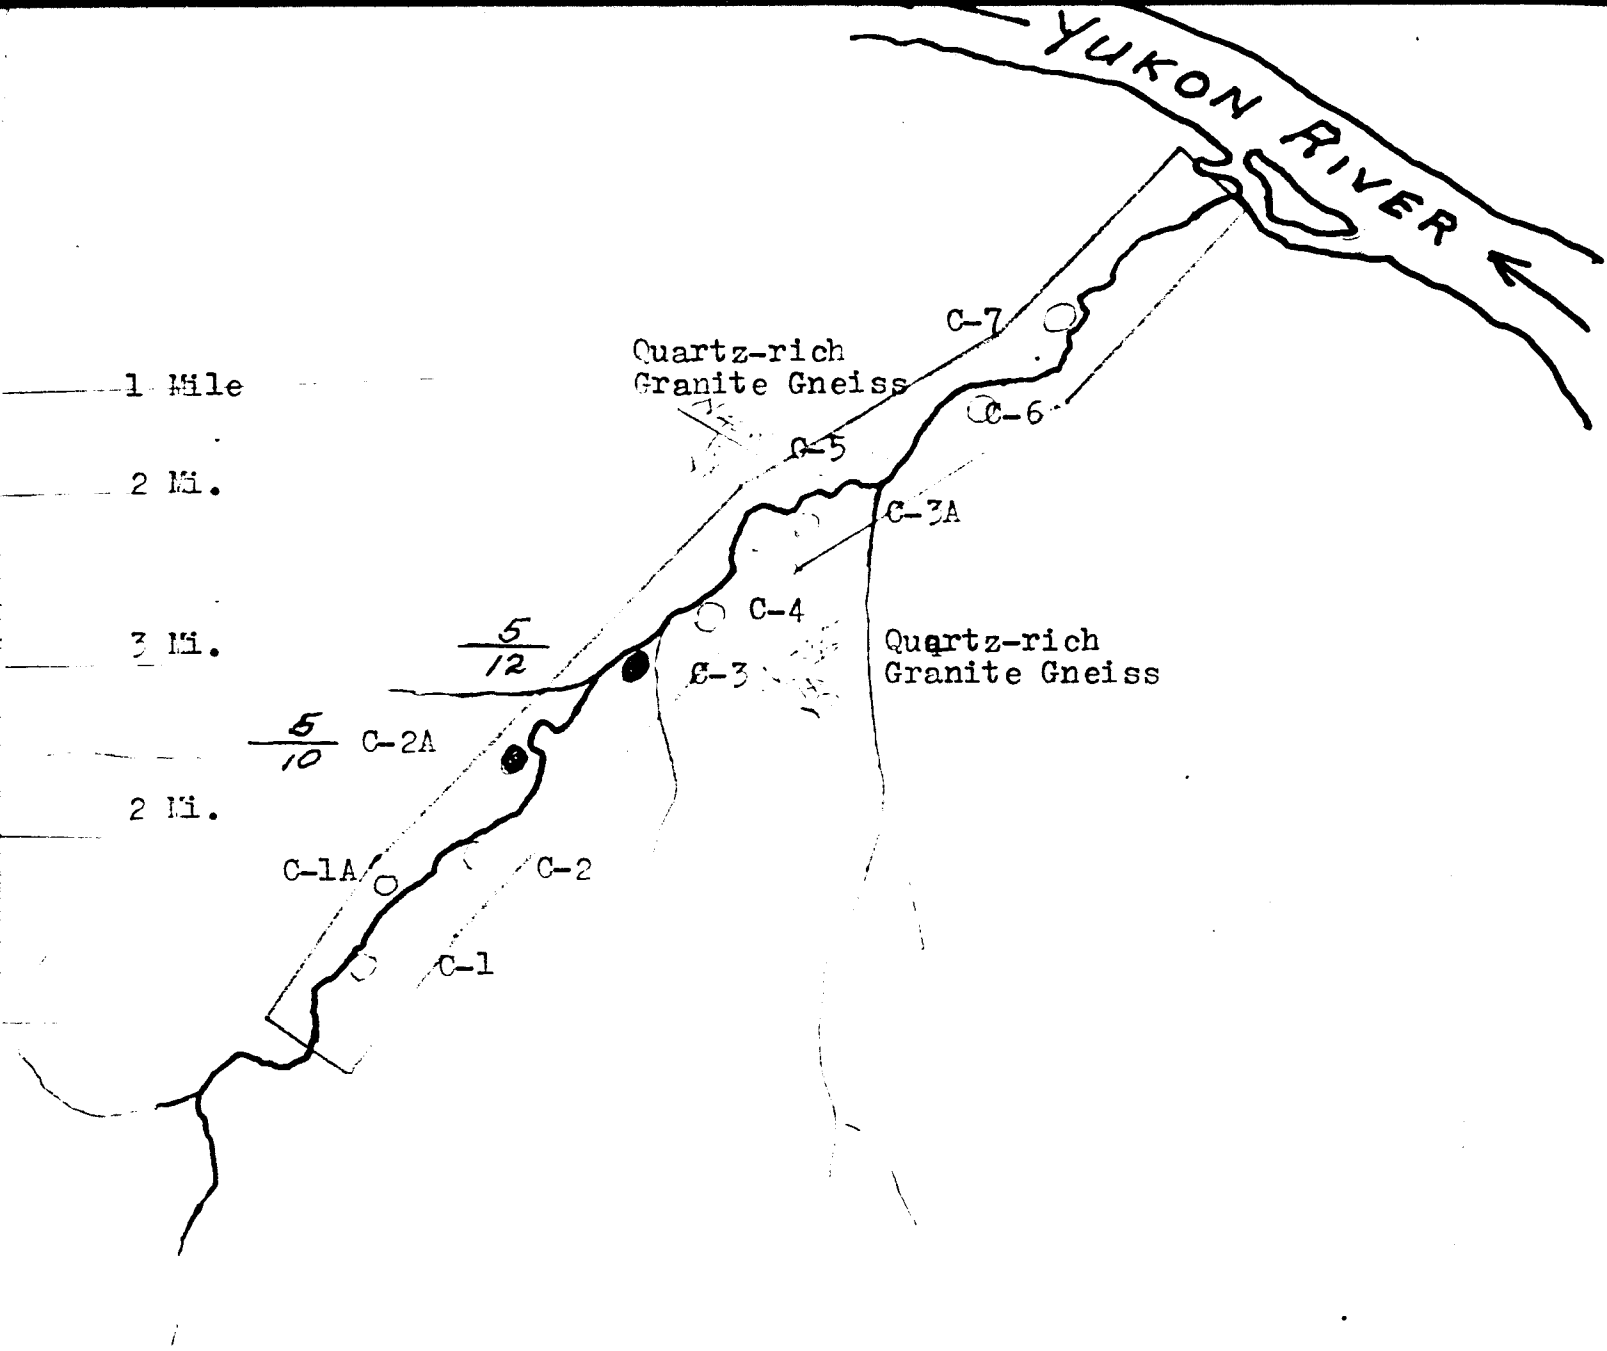 YUKON RIVER
C-7
Quartz-rich
Granite Gneiss
1 Mile
C-6
C-5
2 Mi.
C-3A
C-4
5
12
3 Mi.
Quartz-rich
Granite Gneiss
C-3
5
10
C-2A
2 Mi.
C-1A
C-2
C-1